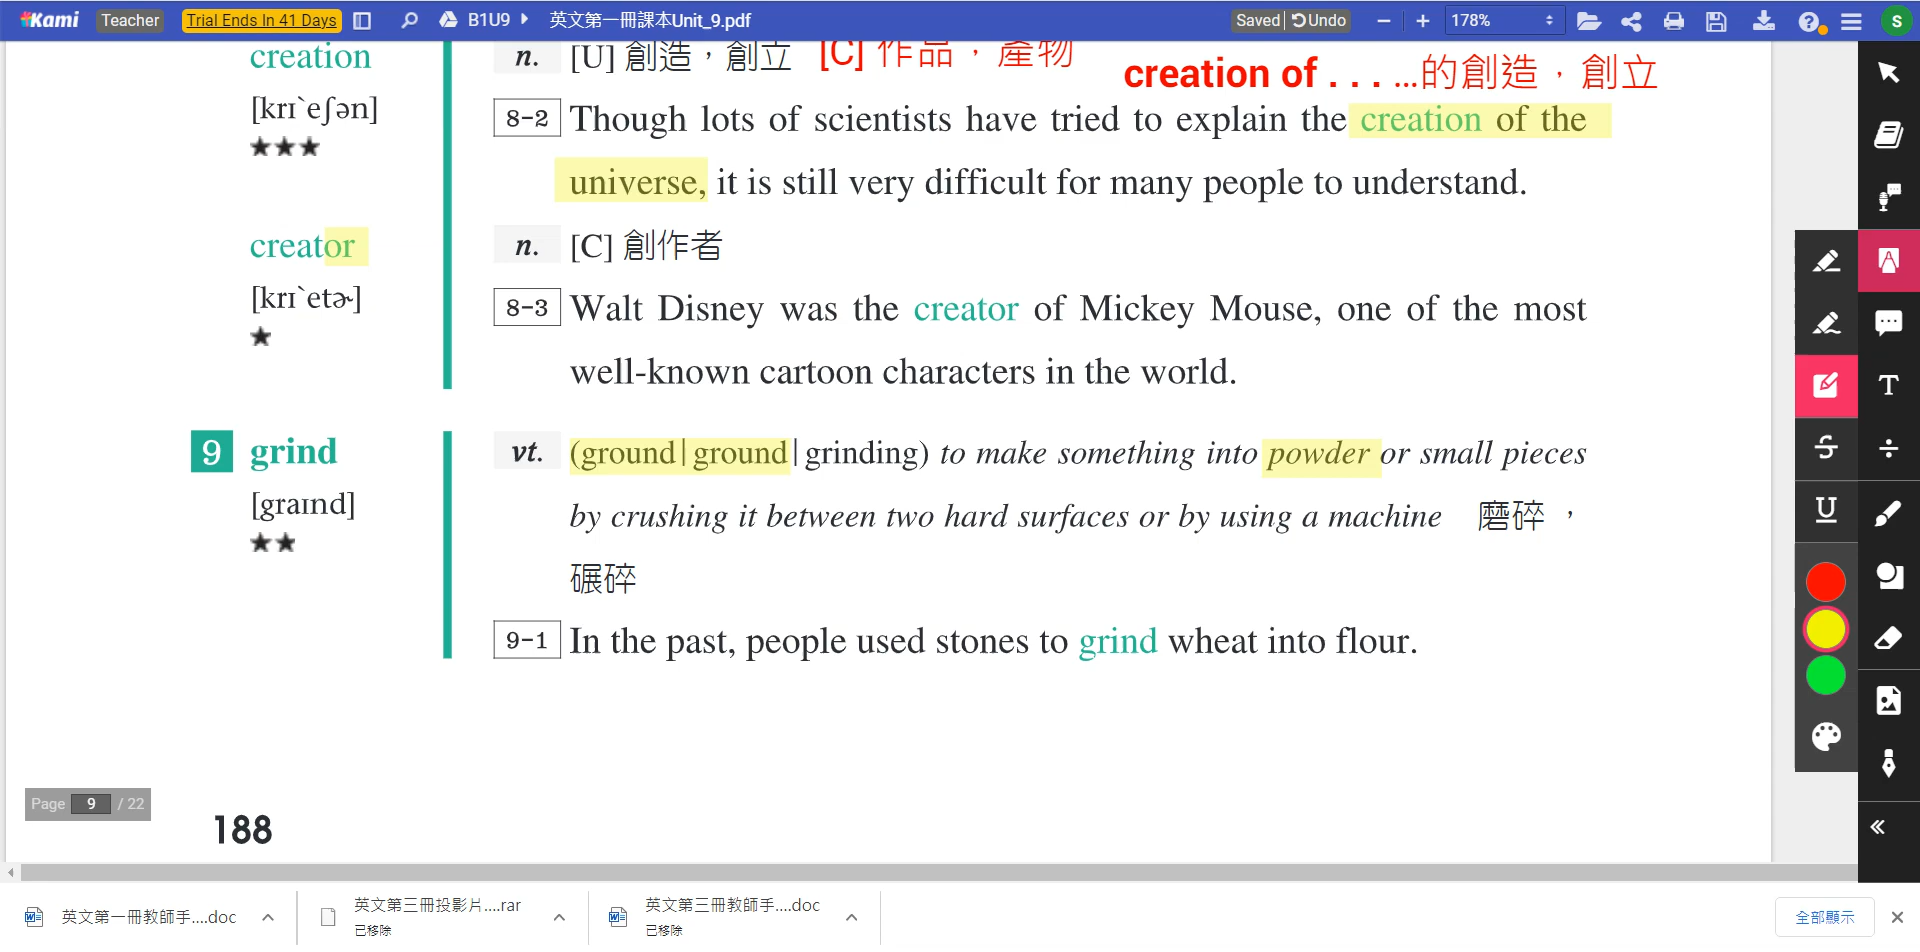 Kami Teacher Trial Ends In 41 Days B1U9 英文第一冊課本Unit_9.pdf Saved Undo 178% S
creation n. [U] 創造，創立 [C] 作品，產物
creation of . . . ...的創造，創立
[krɪˋeʃən]
★★★
8-2 Though lots of scientists have tried to explain the creation of the
universe, it is still very difficult for many people to understand.
creator n. [C] 創作者
[krɪˋetɚ]
★
8-3 Walt Disney was the creator of Mickey Mouse, one of the most
well-known cartoon characters in the world.
9 grind vt. (ground|ground|grinding) to make something into powder or small pieces
[graɪnd]
★★
by crushing it between two hard surfaces or by using a machine 磨碎，
碾碎
9-1 In the past, people used stones to grind wheat into flour.
Page 9 / 22
188
英文第一冊教師手....doc
英文第三冊投影片....rar
已移除
英文第三冊教師手....doc
已移除
全部顯示